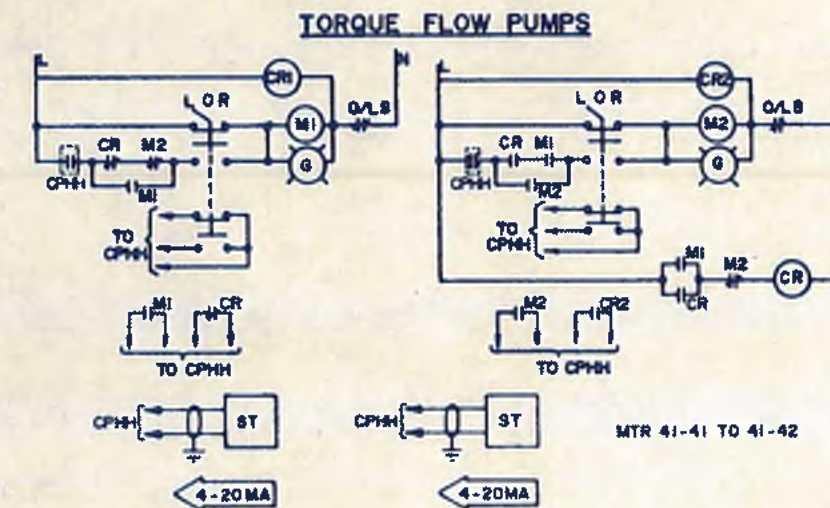 TORQUE FLOW PUMPS
L
N
CR1
L O R
M1
O/LS
CR
M2
G
CPHH
M1
TO
CPHH
M1
CR
TO CPHH
CPHH
ST
4-20MA
L
CR2
L O R
M2
O/LS
CR
M1
G
CPHH
M2
TO
CPHH
M1
M2
CR
CR
M2
CR2
TO CPHH
CPHH
ST
4-20MA
MTR 41-41 TO 41-42